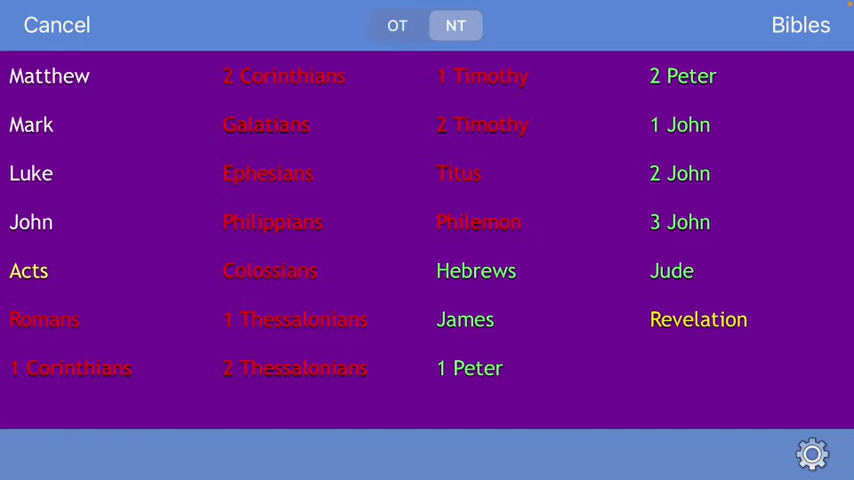 Cancel OT NT Bibles
Matthew 2 Corinthians 1 Timothy 2 Peter
Mark Galatians 2 Timothy 1 John
Luke Ephesians Titus 2 John
John Philippians Philemon 3 John
Acts Colossians Hebrews Jude
Romans 1 Thessalonians James Revelation
1 Corinthians 2 Thessalonians 1 Peter